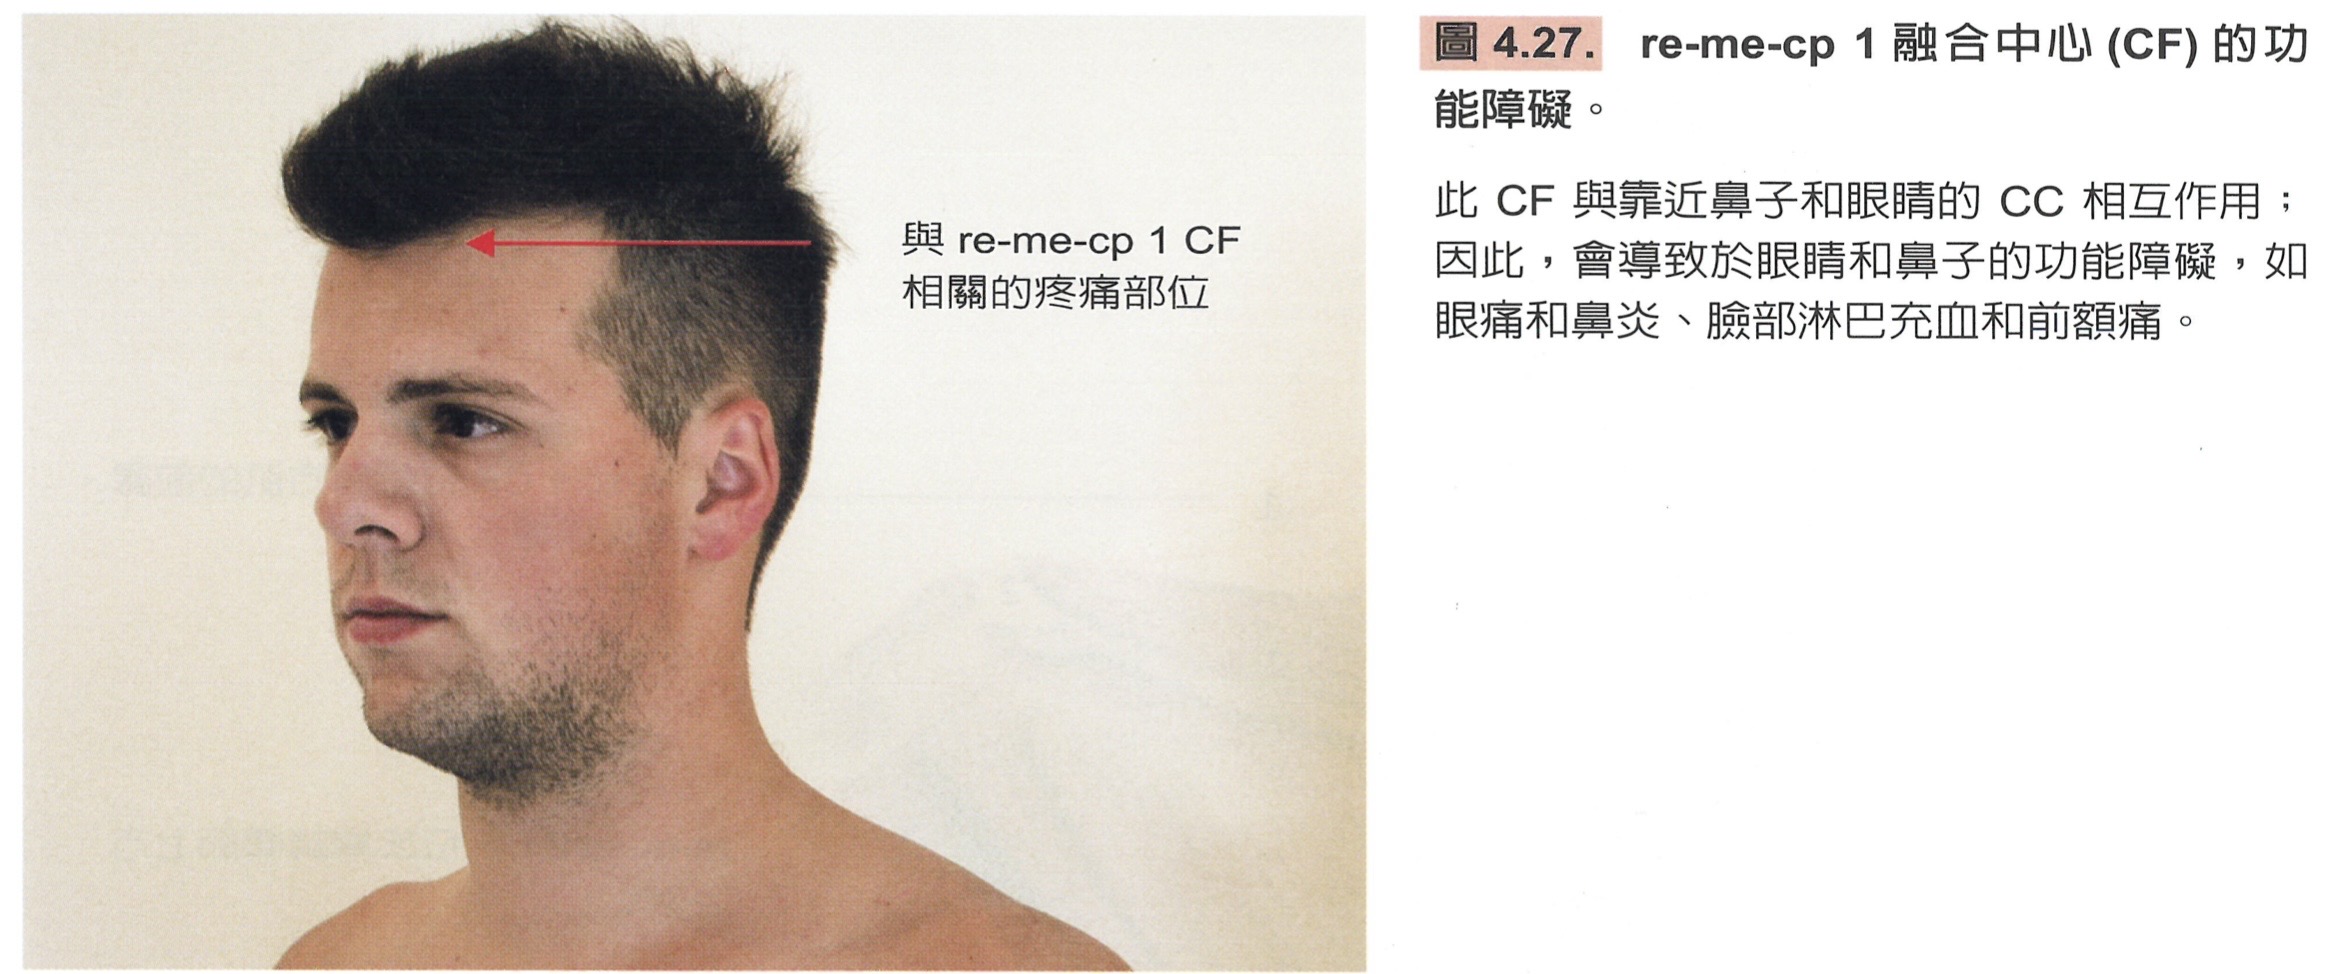 與 re-me-cp 1 CF
相關的疼痛部位
圖 4.27. re-me-cp 1 融合中心 (CF) 的功
能障礙。
此 CF 與靠近鼻子和眼睛的 CC 相互作用；
因此，會導致於眼睛和鼻子的功能障礙，如
眼痛和鼻炎、臉部淋巴充血和前額痛。